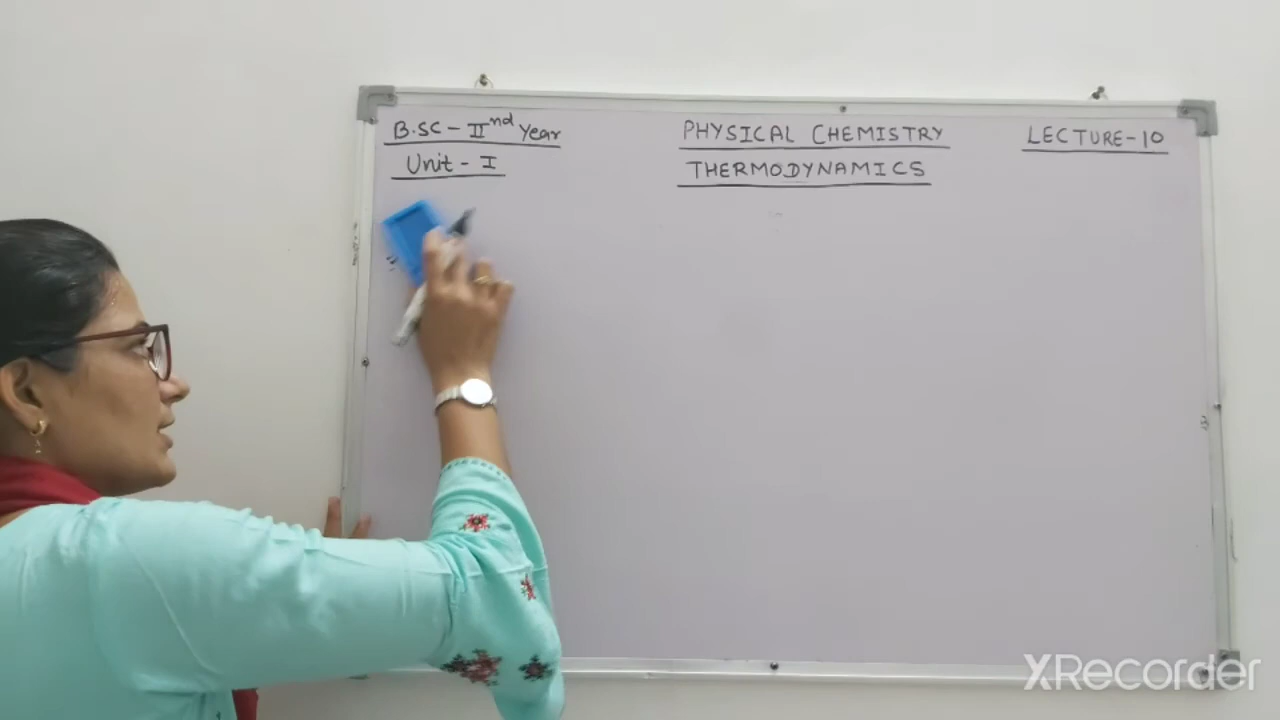 B.SC - IInd Year
Unit - I
PHYSICAL CHEMISTRY
THERMODYNAMICS
LECTURE-10
XRecorder